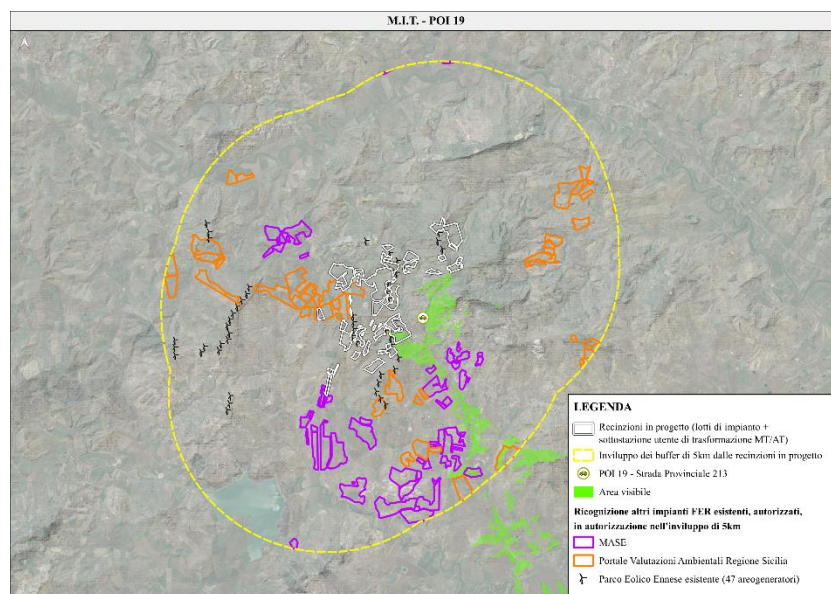 M.I.T. - POI 19
LEGENDA
Recinzioni in progetto (lotti di impianto +
sottostazione utente di trasformazione MT/AT)
Inviluppo dei buffer di 5km dalle recinzioni in progetto
POI 19 - Strada Provinciale 213
Area visibile
Ricognizione altri impianti FER esistenti, autorizzati,
in autorizzazione nell'inviluppo di 5km
MASE
Portale Valutazioni Ambientali Regione Sicilia
Parco Eolico Ennese esistente (47 areogeneratori)